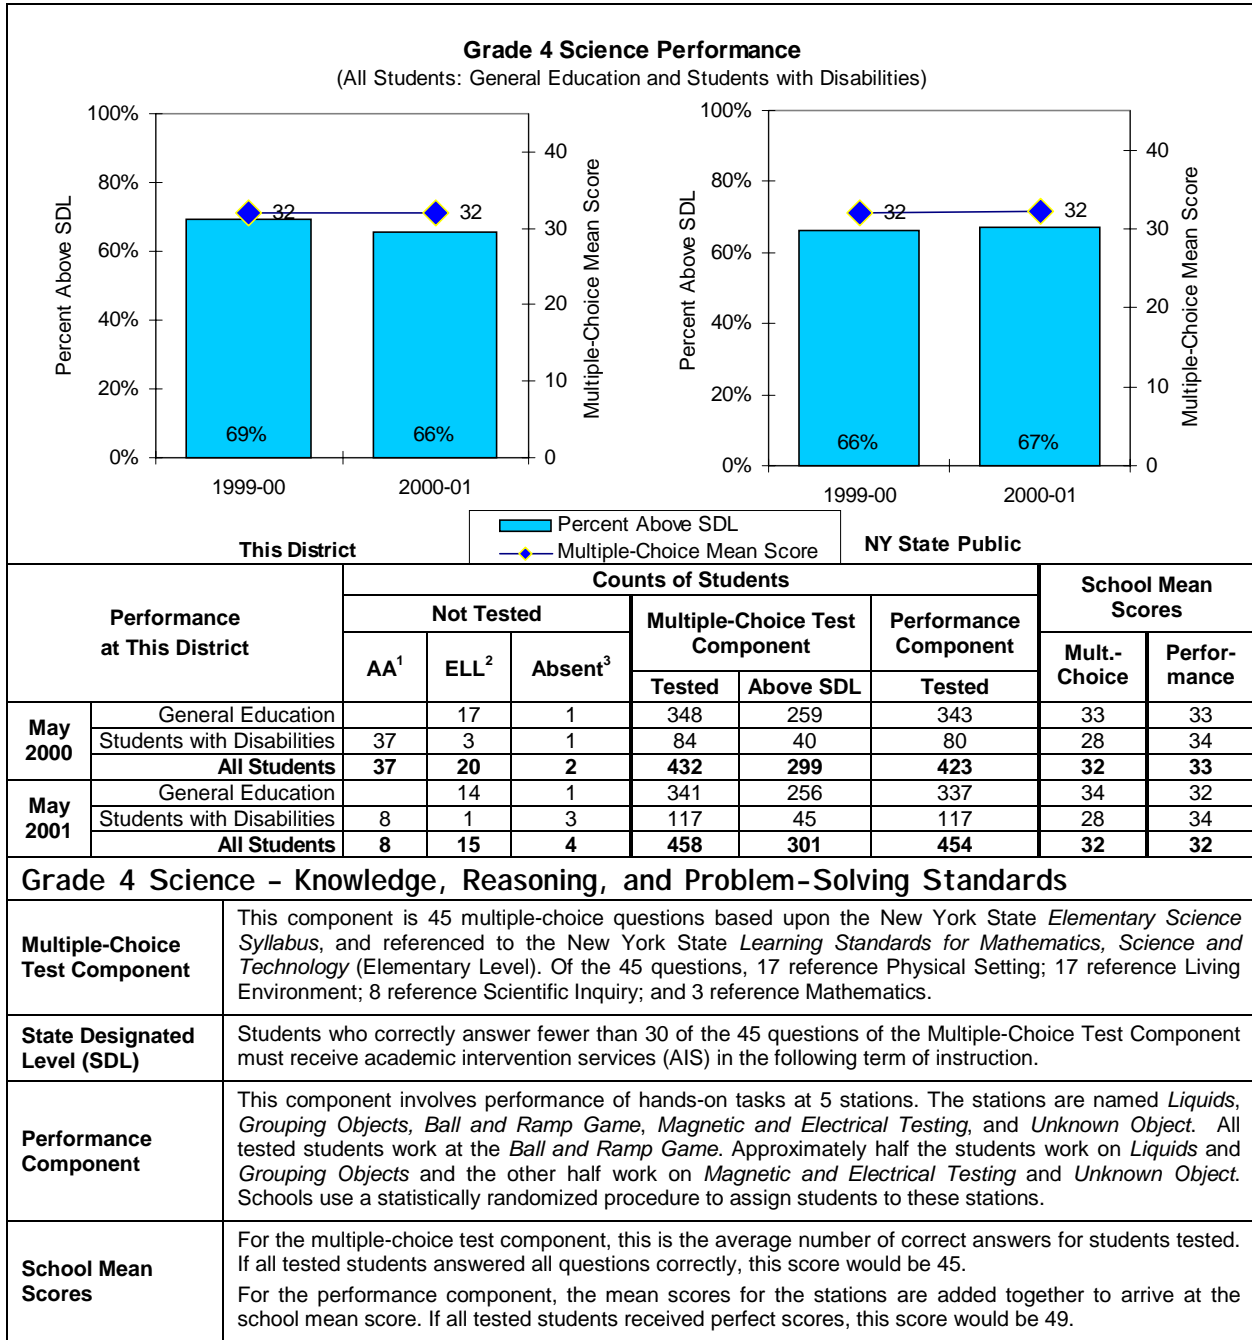 Grade 4 Science Performance
(All Students: General Education and Students with Disabilities)
100%
80%
60%
40%
20%
0%
Percent Above SDL
40
30
20
10
0
Multiple-Choice Mean Score
32
32
69%
66%
1999-00
2000-01
This District
100%
80%
60%
40%
20%
0%
Percent Above SDL
40
30
20
10
0
Multiple-Choice Mean Score
32
32
66%
67%
1999-00
2000-01
NY State Public
Percent Above SDL
Multiple-Choice Mean Score
Performance
at This District
Counts of Students
School Mean
Scores
Not Tested
Multiple-Choice Test
Component
Performance
Component
AA1 ELL2 Absent3
Mult.-
Choice
Perfor-
mance
Tested Above SDL Tested
May
2000
General Education 17 1 348 259 343 33 33
Students with Disabilities 37 3 1 84 40 80 28 34
All Students 37 20 2 432 299 423 32 33
May
2001
General Education 14 1 341 256 337 34 32
Students with Disabilities 8 1 3 117 45 117 28 34
All Students 8 15 4 458 301 454 32 32
Grade 4 Science – Knowledge, Reasoning, and Problem-Solving Standards
Multiple-Choice
Test Component
This component is 45 multiple-choice questions based upon the New York State Elementary Science
Syllabus, and referenced to the New York State Learning Standards for Mathematics, Science and
Technology (Elementary Level). Of the 45 questions, 17 reference Physical Setting; 17 reference Living
Environment; 8 reference Scientific Inquiry; and 3 reference Mathematics.
State Designated
Level (SDL)
Students who correctly answer fewer than 30 of the 45 questions of the Multiple-Choice Test Component
must receive academic intervention services (AIS) in the following term of instruction.
Performance
Component
This component involves performance of hands-on tasks at 5 stations. The stations are named Liquids,
Grouping Objects, Ball and Ramp Game, Magnetic and Electrical Testing, and Unknown Object. All
tested students work at the Ball and Ramp Game. Approximately half the students work on Liquids and
Grouping Objects and the other half work on Magnetic and Electrical Testing and Unknown Object.
Schools use a statistically randomized procedure to assign students to these stations.
School Mean
Scores
For the multiple-choice test component, this is the average number of correct answers for students tested.
If all tested students answered all questions correctly, this score would be 45.
For the performance component, the mean scores for the stations are added together to arrive at the
school mean score. If all tested students received perfect scores, this score would be 49.